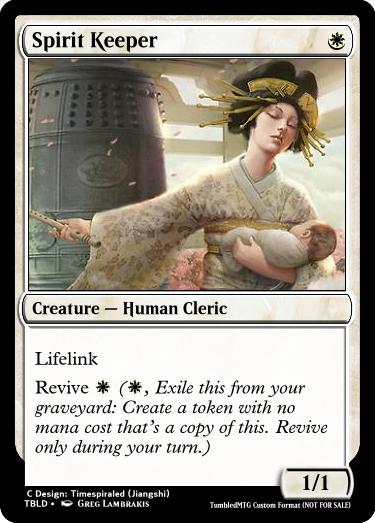 Spirit Keeper
Creature — Human Cleric
Lifelink
Revive (, Exile this from your
graveyard: Create a token with no
mana cost that's a copy of this. Revive
only during your turn.)
1/1
C Design: Timespiraled (Jiangshi)
TBLD • Greg Lambrakis
TumbledMTG Custom Format (NOT FOR SALE)